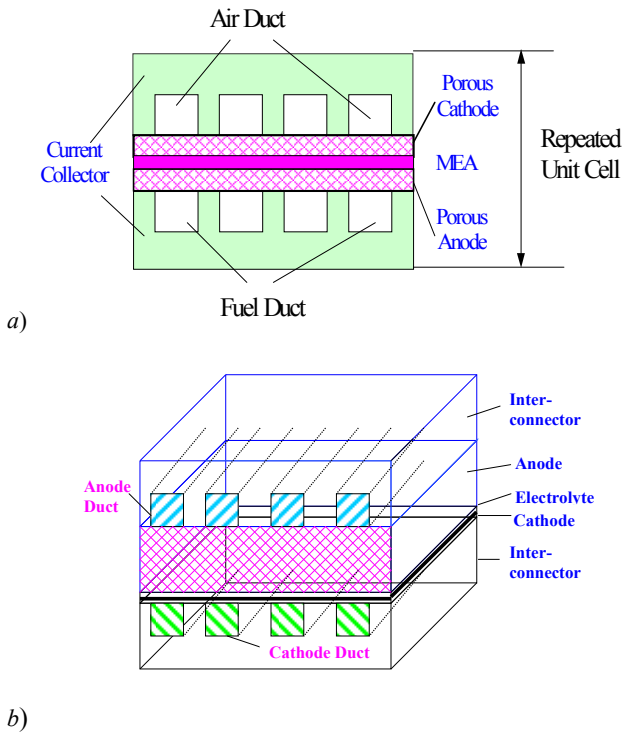 Air Duct
Porous
Cathode
Current
Collector
MEA
Repeated
Unit Cell
Porous
Anode
Fuel Duct
a)
Inter-
connector
Anode
Anode
Duct
Electrolyte
Cathode
Inter-
connector
Cathode Duct
b)